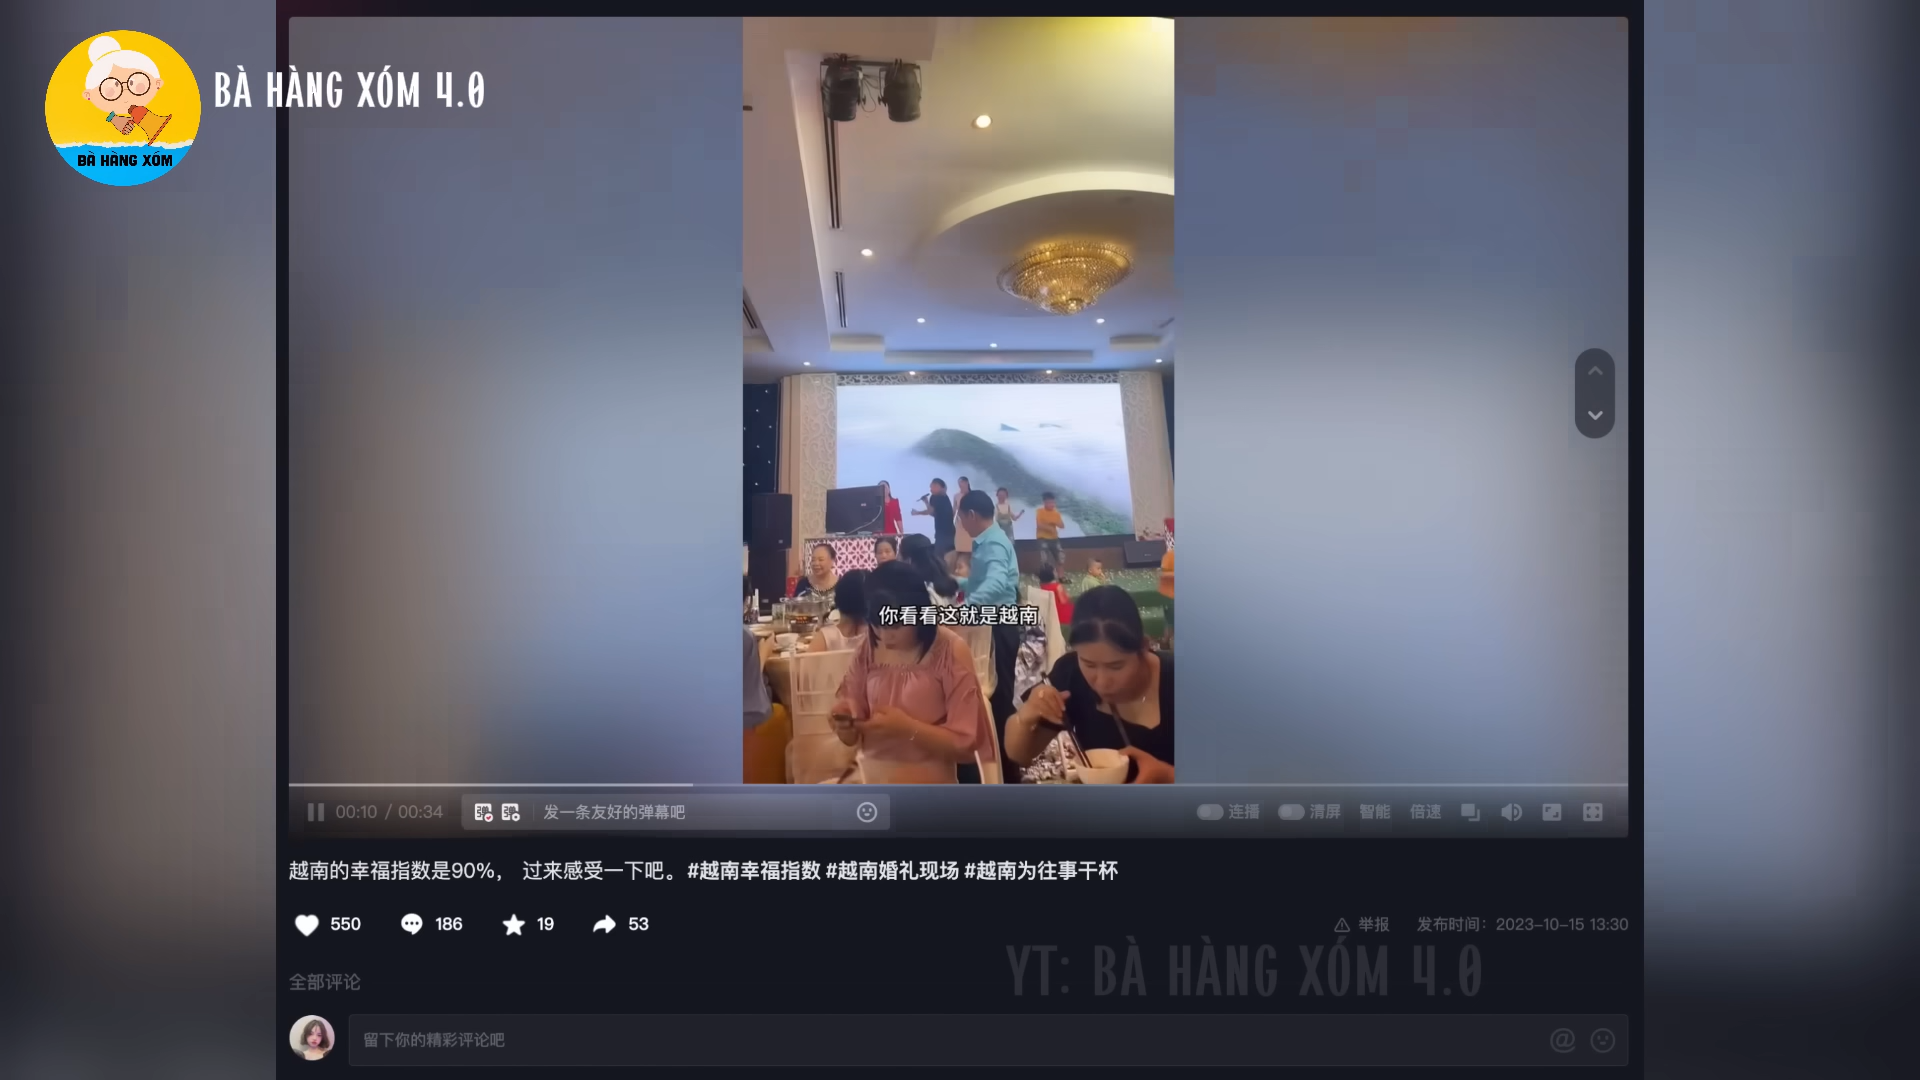 BÀ HÀNG XÓM 4.0
BÀ HÀNG XÓM
你看看这就是越南
00:10 / 00:34
弹 弹 发一条友好的弹幕吧
连播 清屏 智能 倍速
越南的幸福指数是90%， 过来感受一下吧。#越南幸福指数 #越南婚礼现场 #越南为往事干杯
550 186 19 53
举报 发布时间：2023-10-15 13:30
YT: BÀ HÀNG XÓM 4.0
全部评论
留下你的精彩评论吧 @